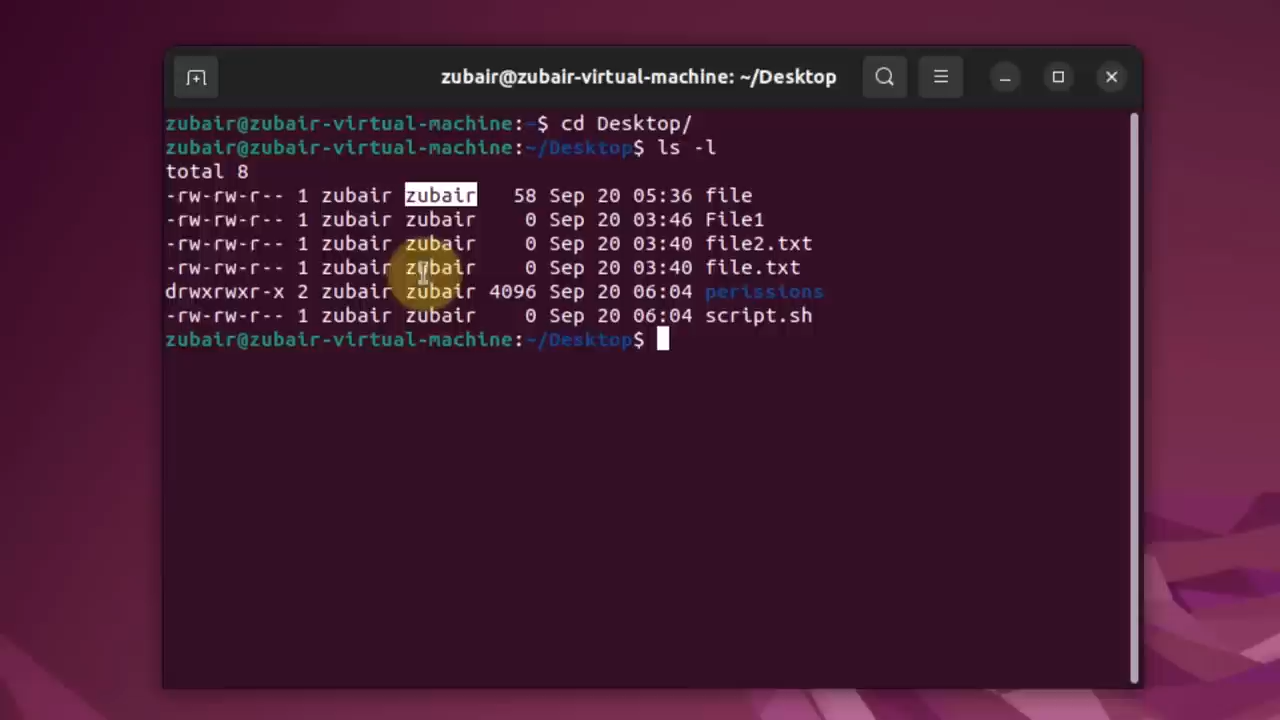 zubair@zubair-virtual-machine: ~/Desktop
zubair@zubair-virtual-machine:~$ cd Desktop/
zubair@zubair-virtual-machine:~/Desktop$ ls -l
total 8
-rw-rw-r-- 1 zubair zubair   58 Sep 20 05:36 file
-rw-rw-r-- 1 zubair zubair    0 Sep 20 03:46 File1
-rw-rw-r-- 1 zubair zubair    0 Sep 20 03:40 file2.txt
-rw-rw-r-- 1 zubair zubair    0 Sep 20 03:40 file.txt
drwxrwxr-x 2 zubair zubair 4096 Sep 20 06:04 perissions
-rw-rw-r-- 1 zubair zubair    0 Sep 20 06:04 script.sh
zubair@zubair-virtual-machine:~/Desktop$